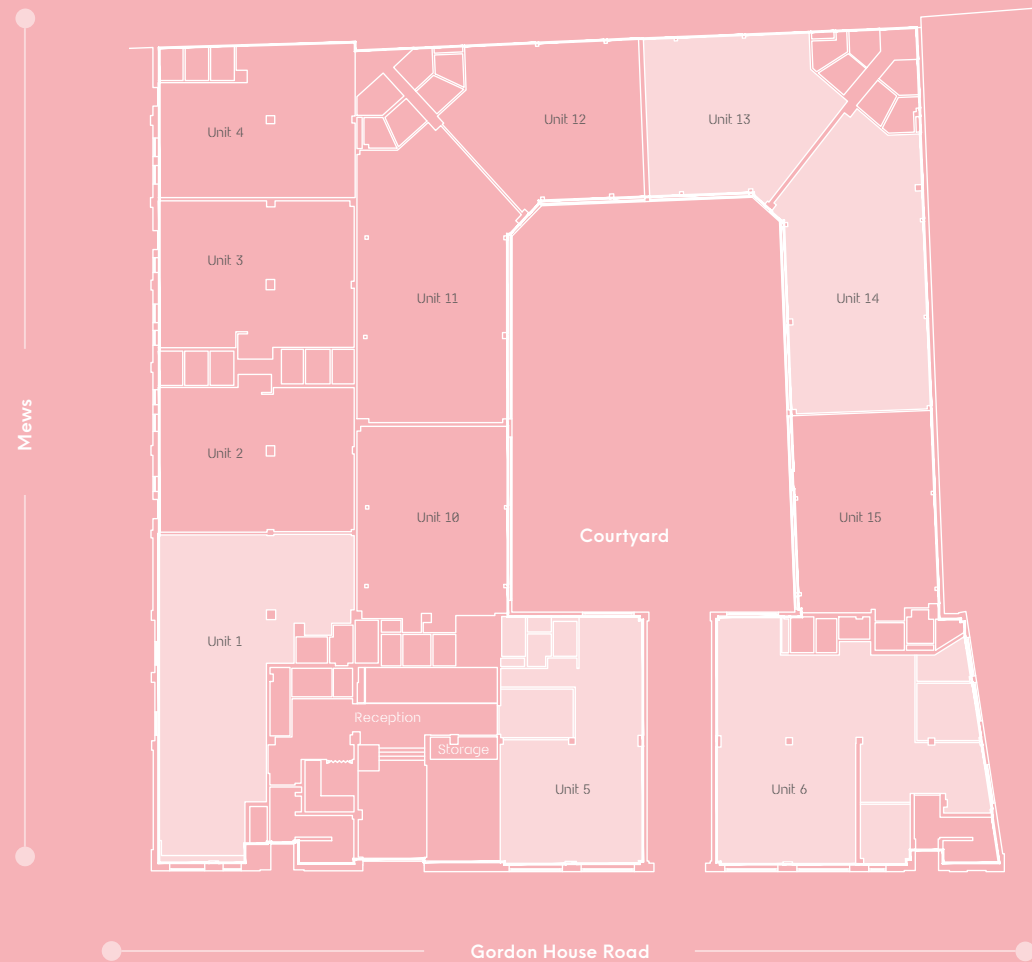 Unit 4
Unit 12
Unit 13
Unit 3
Unit 11
Unit 14
Mews
Unit 2
Unit 10
Unit 15
Courtyard
Unit 1
Reception
Storage
Unit 5
Unit 6
Gordon House Road